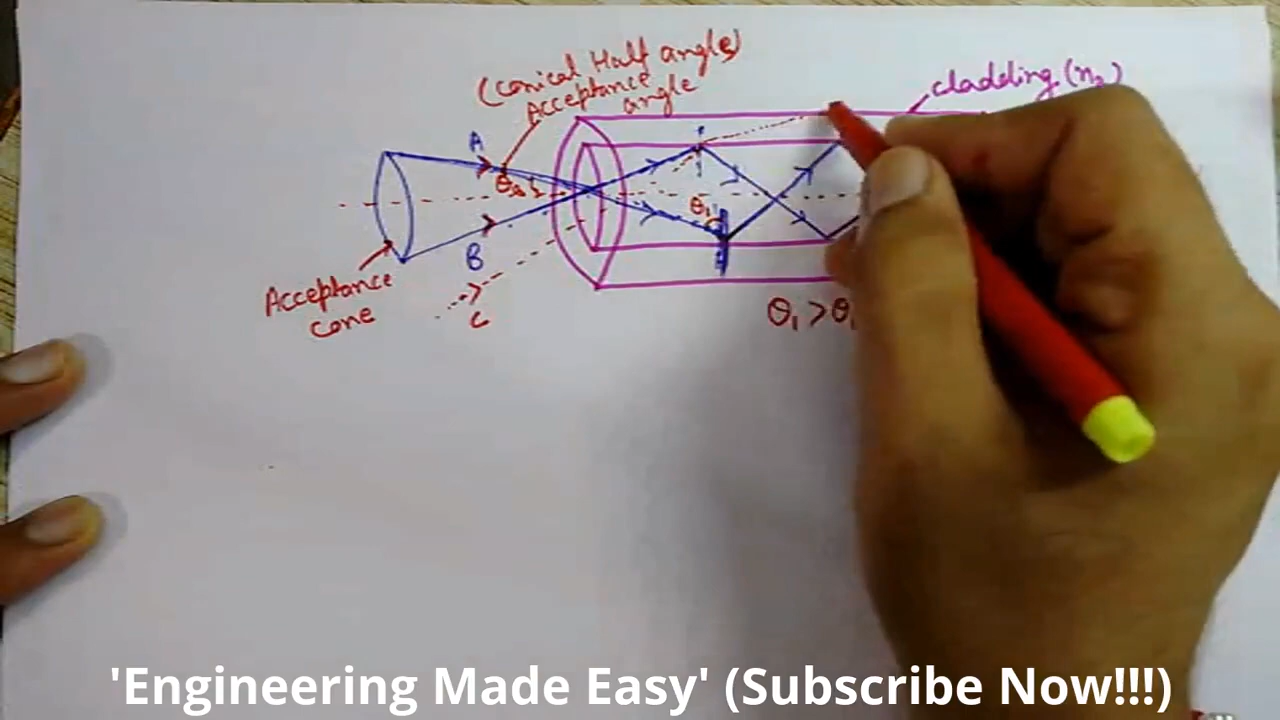 (Conical Half angle)
Acceptance
angle
cladding (n₂)
A
θa
θ₁
B
Acceptance
cone
C
θ₁ >
'Engineering Made Easy' (Subscribe Now!!!)